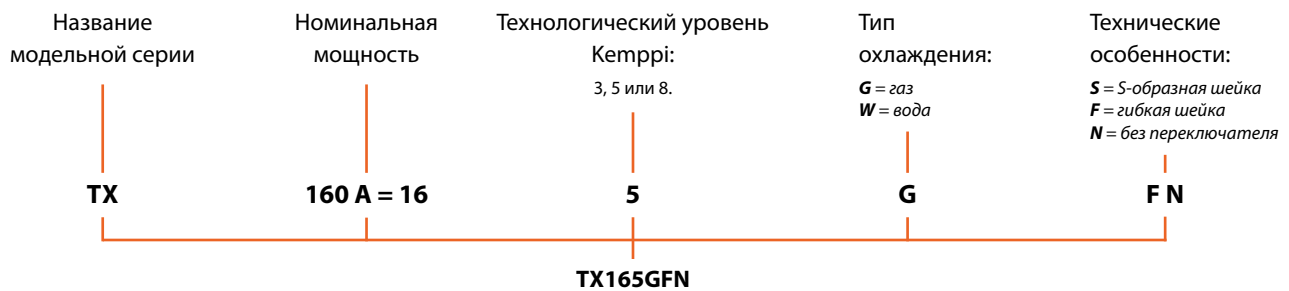 Название
модельной серии
Номинальная
мощность
Технологический уровень
Kemppi:
3, 5 или 8.
Тип
охлаждения:
G = газ
W = вода
Технические
особенности:
S = S-образная шейка
F = гибкая шейка
N = без переключателя
TX
160 A = 16
5
G
F N
TX165GFN